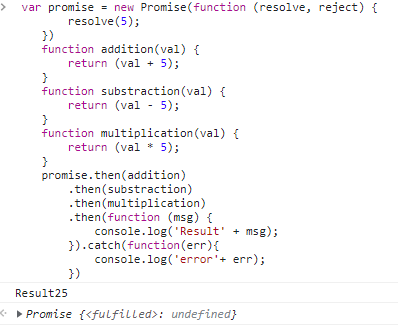 > var promise = new Promise(function (resolve, reject) {
        resolve(5);
    })
    function addition(val) {
        return (val + 5);
    }
    function substraction(val) {
        return (val - 5);
    }
    function multiplication(val) {
        return (val * 5);
    }
    promise.then(addition)
        .then(substraction)
        .then(multiplication)
        .then(function (msg) {
            console.log('Result' + msg);
        }).catch(function(err){
            console.log('error'+ err);
        })
Result25
Promise {<fulfilled>: undefined}